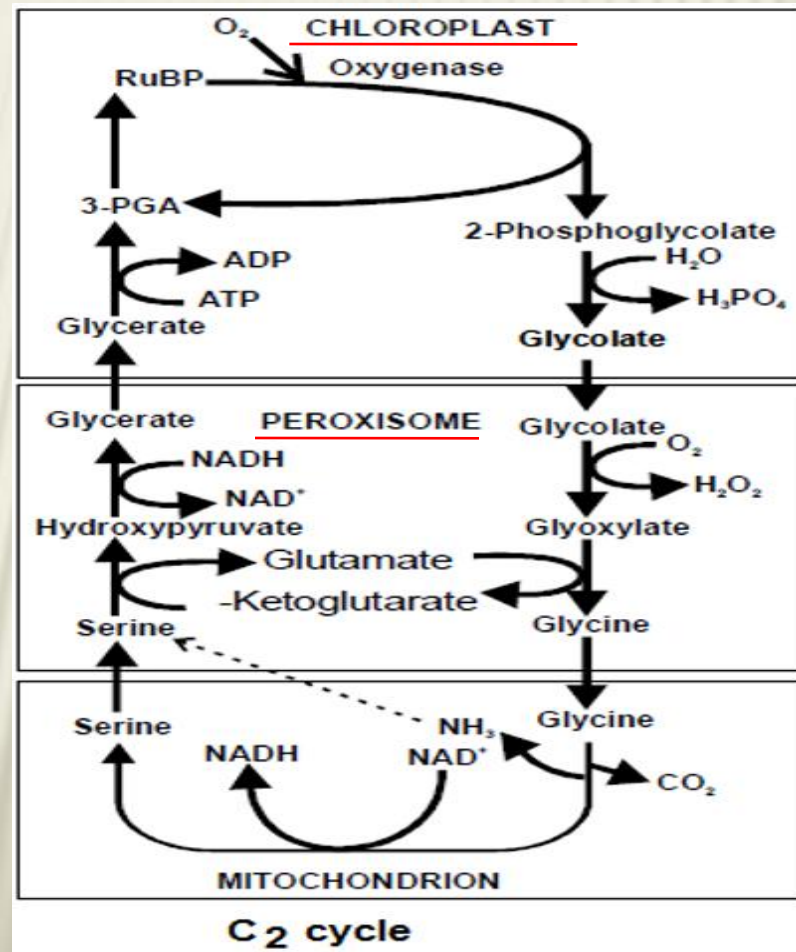 O₂ CHLOROPLAST
RuBP Oxygenase
3-PGA
2-Phosphoglycolate
ADP
H₂O
ATP
H₃PO₄
Glycerate
Glycolate
Glycerate PEROXISOME Glycolate
O₂
NADH
NAD⁺
H₂O₂
Hydroxypyruvate Glyoxylate
Glutamate
-Ketoglutarate
Serine Glycine
Serine NH₃ Glycine
NADH NAD⁺
CO₂
MITOCHONDRION
C₂ cycle